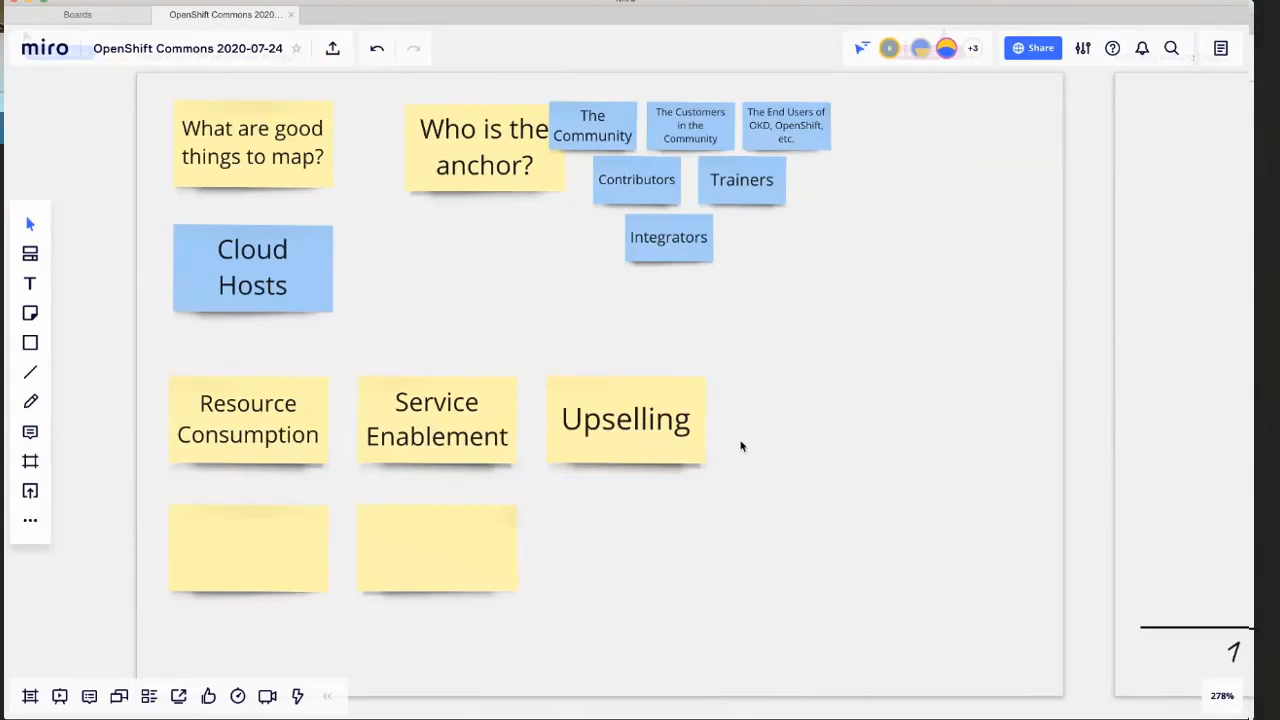 Boards
OpenShift Commons 2020...
miro
OpenShift Commons 2020-07-24
+3
Share
What are good
things to map?
Who is the
anchor?
The
Community
The Customers
in the
Community
The End Users of
OKD, OpenShift,
etc.
Contributors
Trainers
Integrators
Cloud
Hosts
Resource
Consumption
Service
Enablement
Upselling
1
278%